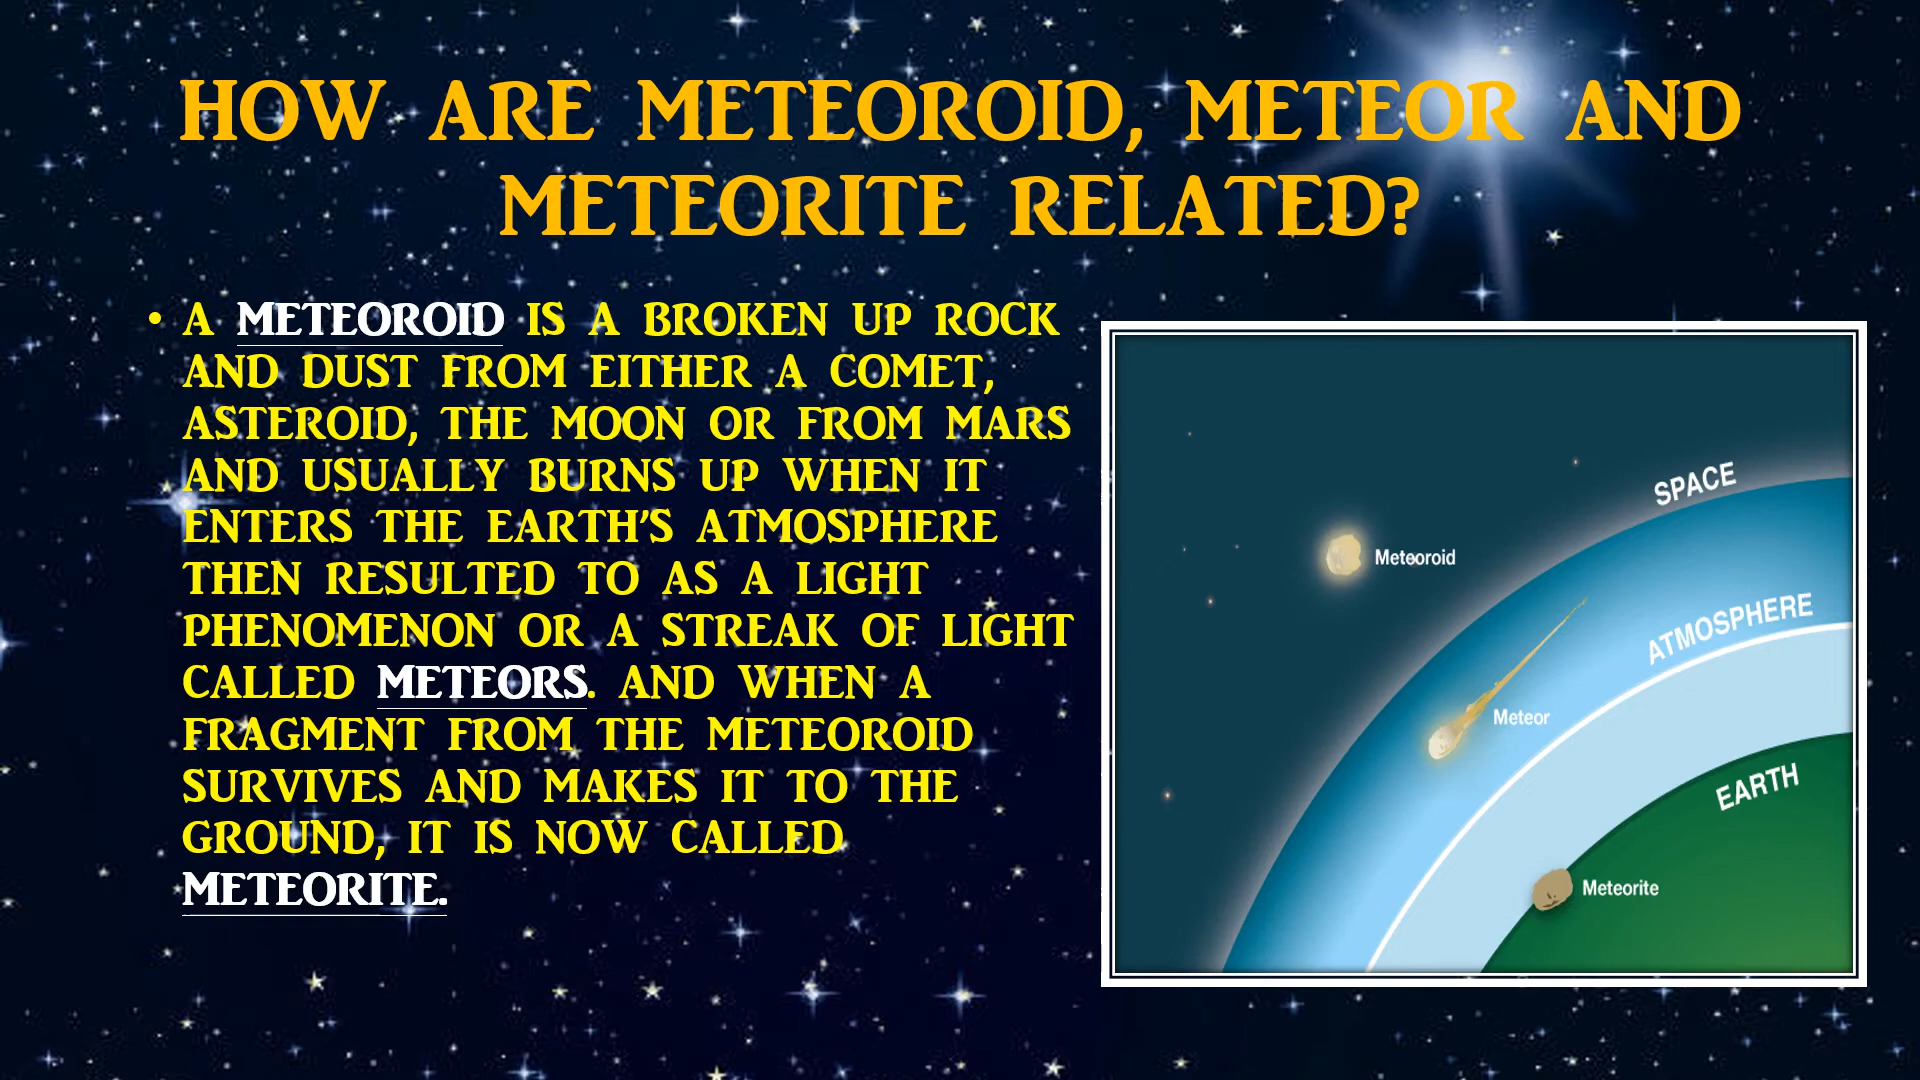 HOW ARE METEOROID, METEOR AND
METEORITE RELATED?
• A METEOROID IS A BROKEN UP ROCK
AND DUST FROM EITHER A COMET,
ASTEROID, THE MOON OR FROM MARS
AND USUALLY BURNS UP WHEN IT
ENTERS THE EARTH’S ATMOSPHERE
THEN RESULTED TO AS A LIGHT
PHENOMENON OR A STREAK OF LIGHT
CALLED METEORS. AND WHEN A
FRAGMENT FROM THE METEOROID
SURVIVES AND MAKES IT TO THE
GROUND, IT IS NOW CALLED
METEORITE.
SPACE
Meteoroid
ATMOSPHERE
Meteor
EARTH
Meteorite